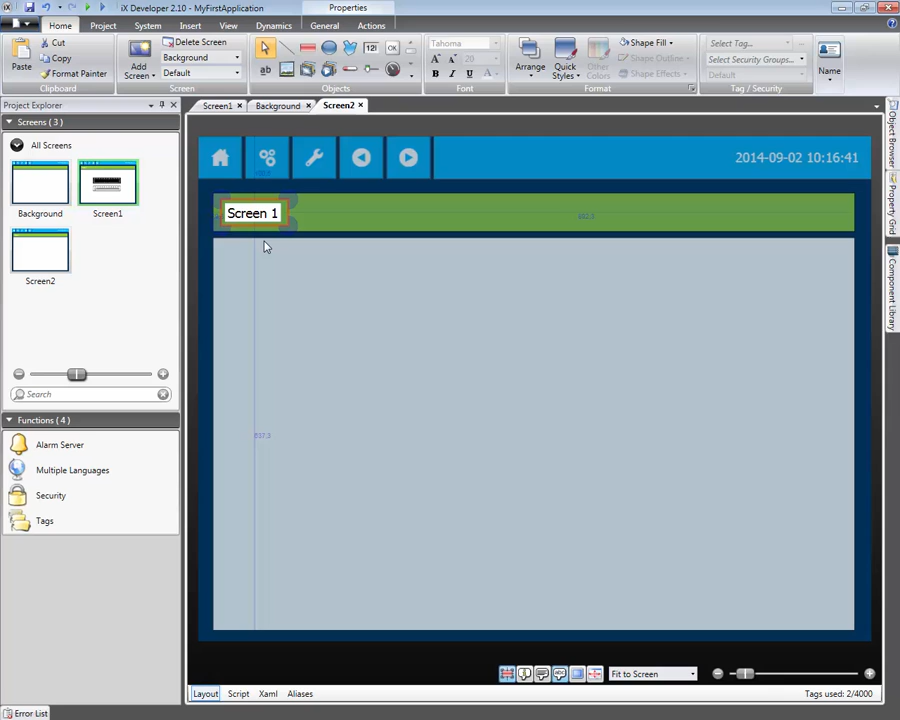 iX Developer 2.10 - MyFirstApplication
Properties
Home
Project
System
Insert
View
Dynamics
General
Actions
Paste
Cut
Copy
Format Painter
Clipboard
Add Screen
Delete Screen
Background
Default
Screen
ab
12
OK
Objects
Tahoma
20
B I U A
Font
Arrange
Quick Styles
Other Colors
Shape Fill
Shape Outline
Shape Effects
Format
Select Tag...
Select Security Groups...
Default
Tag / Security
Name
Project Explorer
Screen1
Background
Screen2
Screens ( 3 )
All Screens
Background
Screen1
Screen2
Search
Functions ( 4 )
Alarm Server
Multiple Languages
Security
Tags
2014-09-02 10:16:41
Screen 1
Object Browser
Property Grid
Component Library
Fit to Screen
Layout
Script
Xaml
Aliases
Tags used: 2/4000
Error List